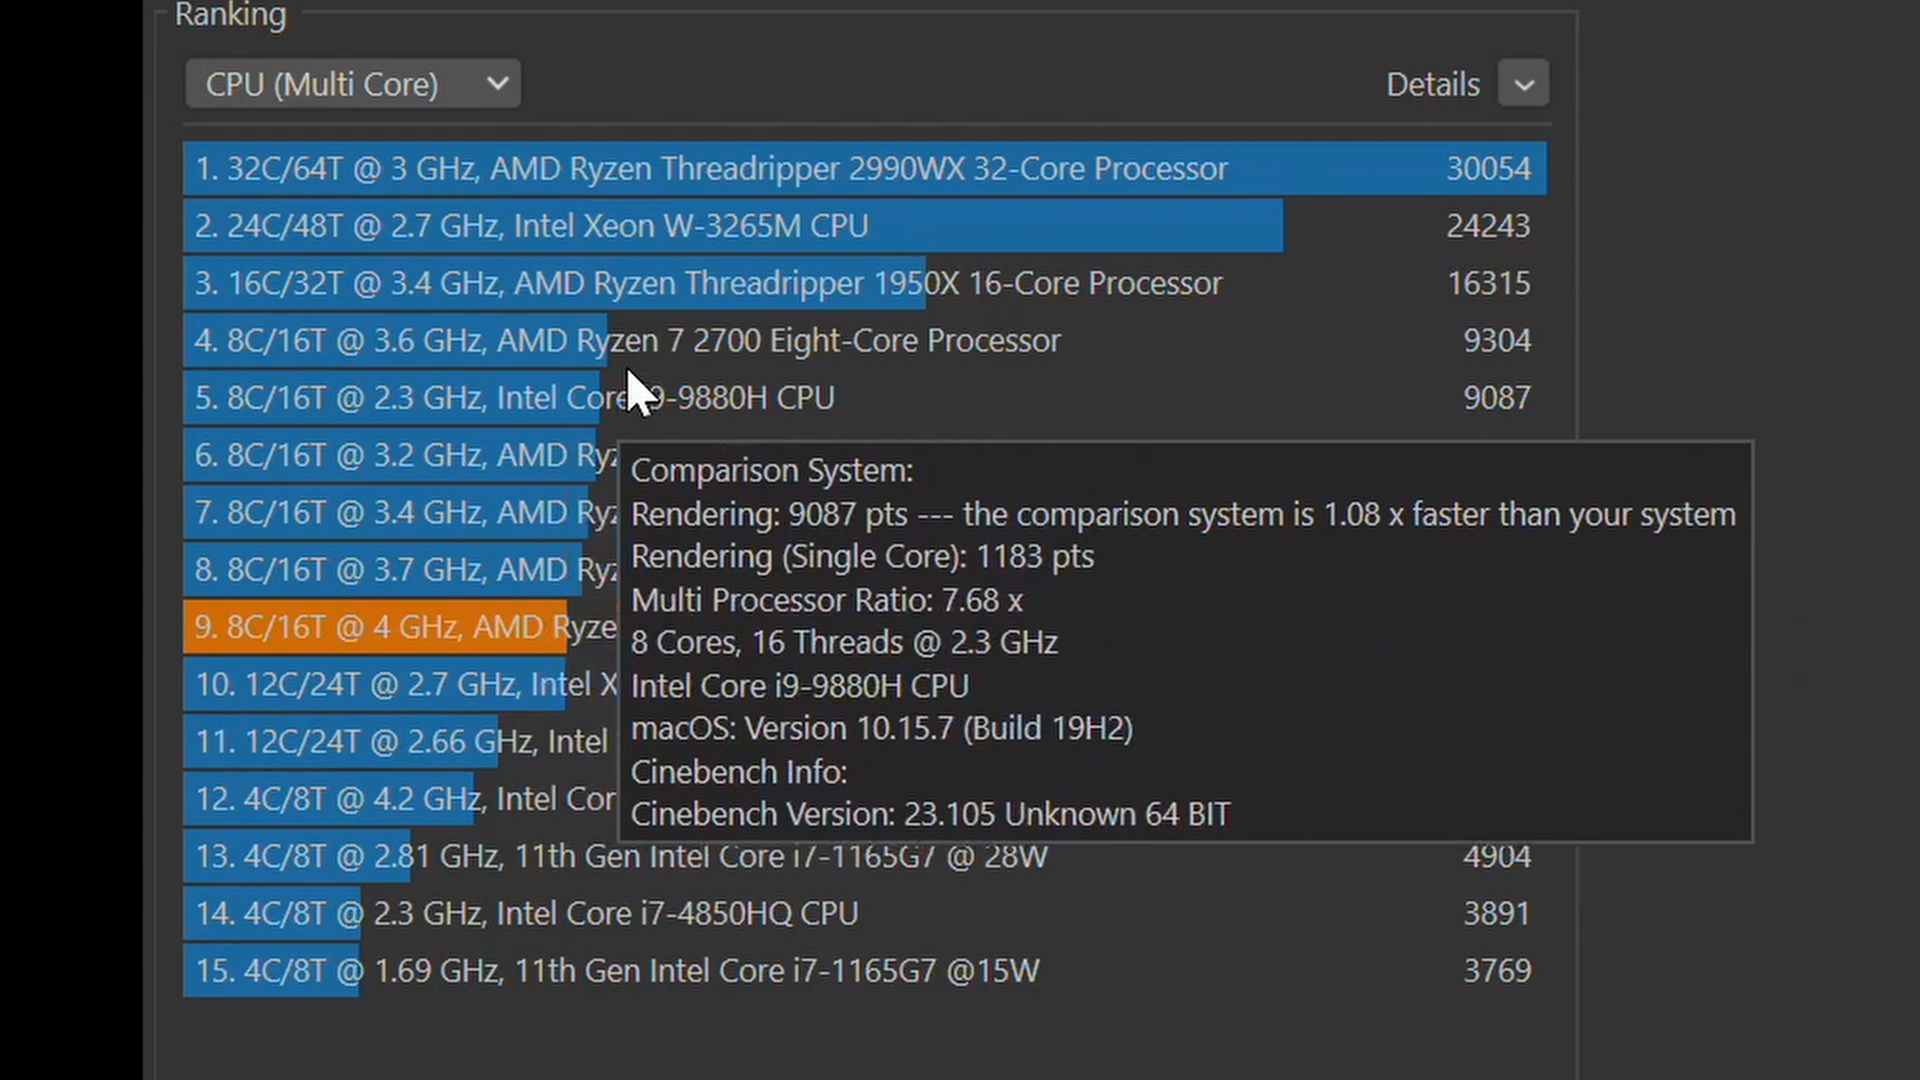 Ranking
CPU (Multi Core)
Details
1. 32C/64T @ 3 GHz, AMD Ryzen Threadripper 2990WX 32-Core Processor 30054
2. 24C/48T @ 2.7 GHz, Intel Xeon W-3265M CPU 24243
3. 16C/32T @ 3.4 GHz, AMD Ryzen Threadripper 1950X 16-Core Processor 16315
4. 8C/16T @ 3.6 GHz, AMD Ryzen 7 2700 Eight-Core Processor 9304
5. 8C/16T @ 2.3 GHz, Intel Core 9-9880H CPU 9087
6. 8C/16T @ 3.2 GHz, AMD
7. 8C/16T @ 3.4 GHz, AMD
8. 8C/16T @ 3.7 GHz, AMD
9. 8C/16T @ 4 GHz, AMD
10. 12C/24T @ 2.7 GHz, Intel X
11. 12C/24T @ 2.66 GHz, Intel
12. 4C/8T @ 4.2 GHz, Intel
13. 4C/8T @ 2.81 GHz, 11th Gen Intel Core i7-1165G7 @ 28W 4904
14. 4C/8T @ 2.3 GHz, Intel Core i7-4850HQ CPU 3891
15. 4C/8T @ 1.69 GHz, 11th Gen Intel Core i7-1165G7 @15W 3769
Comparison System:
Rendering: 9087 pts --- the comparison system is 1.08 x faster than your system
Rendering (Single Core): 1183 pts
Multi Processor Ratio: 7.68 x
8 Cores, 16 Threads @ 2.3 GHz
Intel Core i9-9880H CPU
macOS: Version 10.15.7 (Build 19H2)
Cinebench Info:
Cinebench Version: 23.105 Unknown 64 BIT